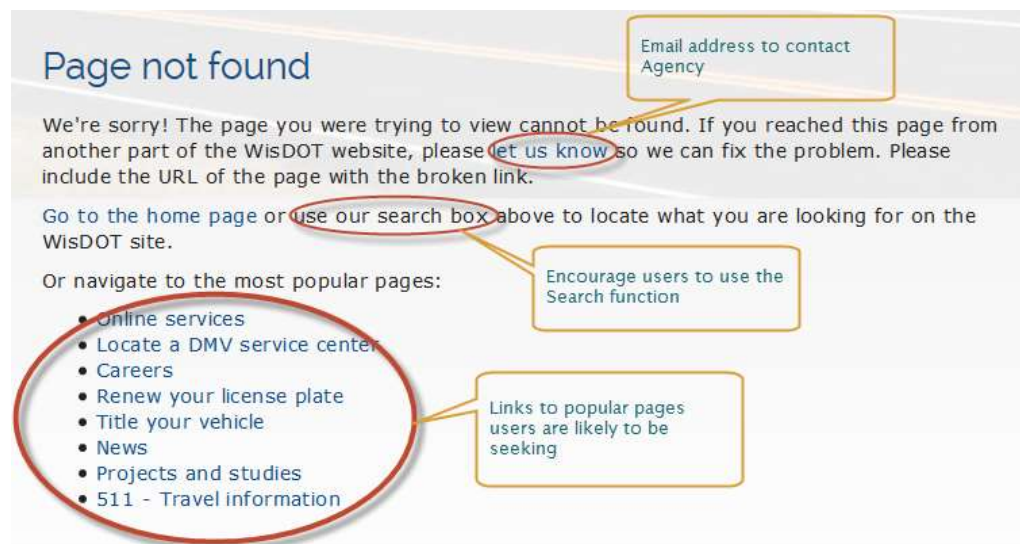 Page not found
Email address to contact
Agency
We're sorry! The page you were trying to view cannot be found. If you reached this page from
another part of the WisDOT website, please let us know so we can fix the problem. Please
include the URL of the page with the broken link.
Go to the home page or use our search box above to locate what you are looking for on the
WisDOT site.
Encourage users to use the
Search function
Or navigate to the most popular pages:
• Online services
• Locate a DMV service center
• Careers
• Renew your license plate
• Title your vehicle
• News
• Projects and studies
• 511 - Travel information
Links to popular pages
users are likely to be
seeking